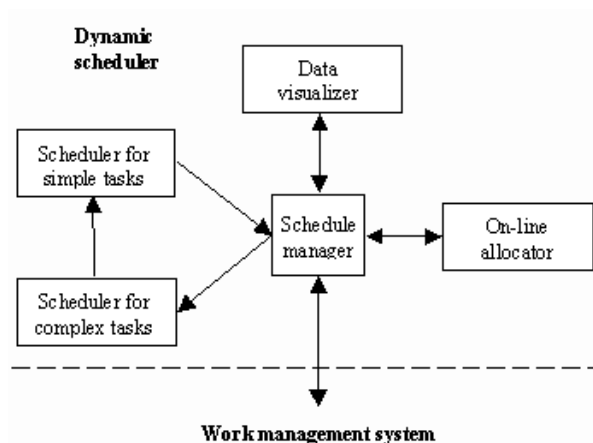 Dynamic
scheduler
Data
visualizer
Scheduler for
simple tasks
Schedule
manager
On-line
allocator
Scheduler for
complex tasks
Work management system